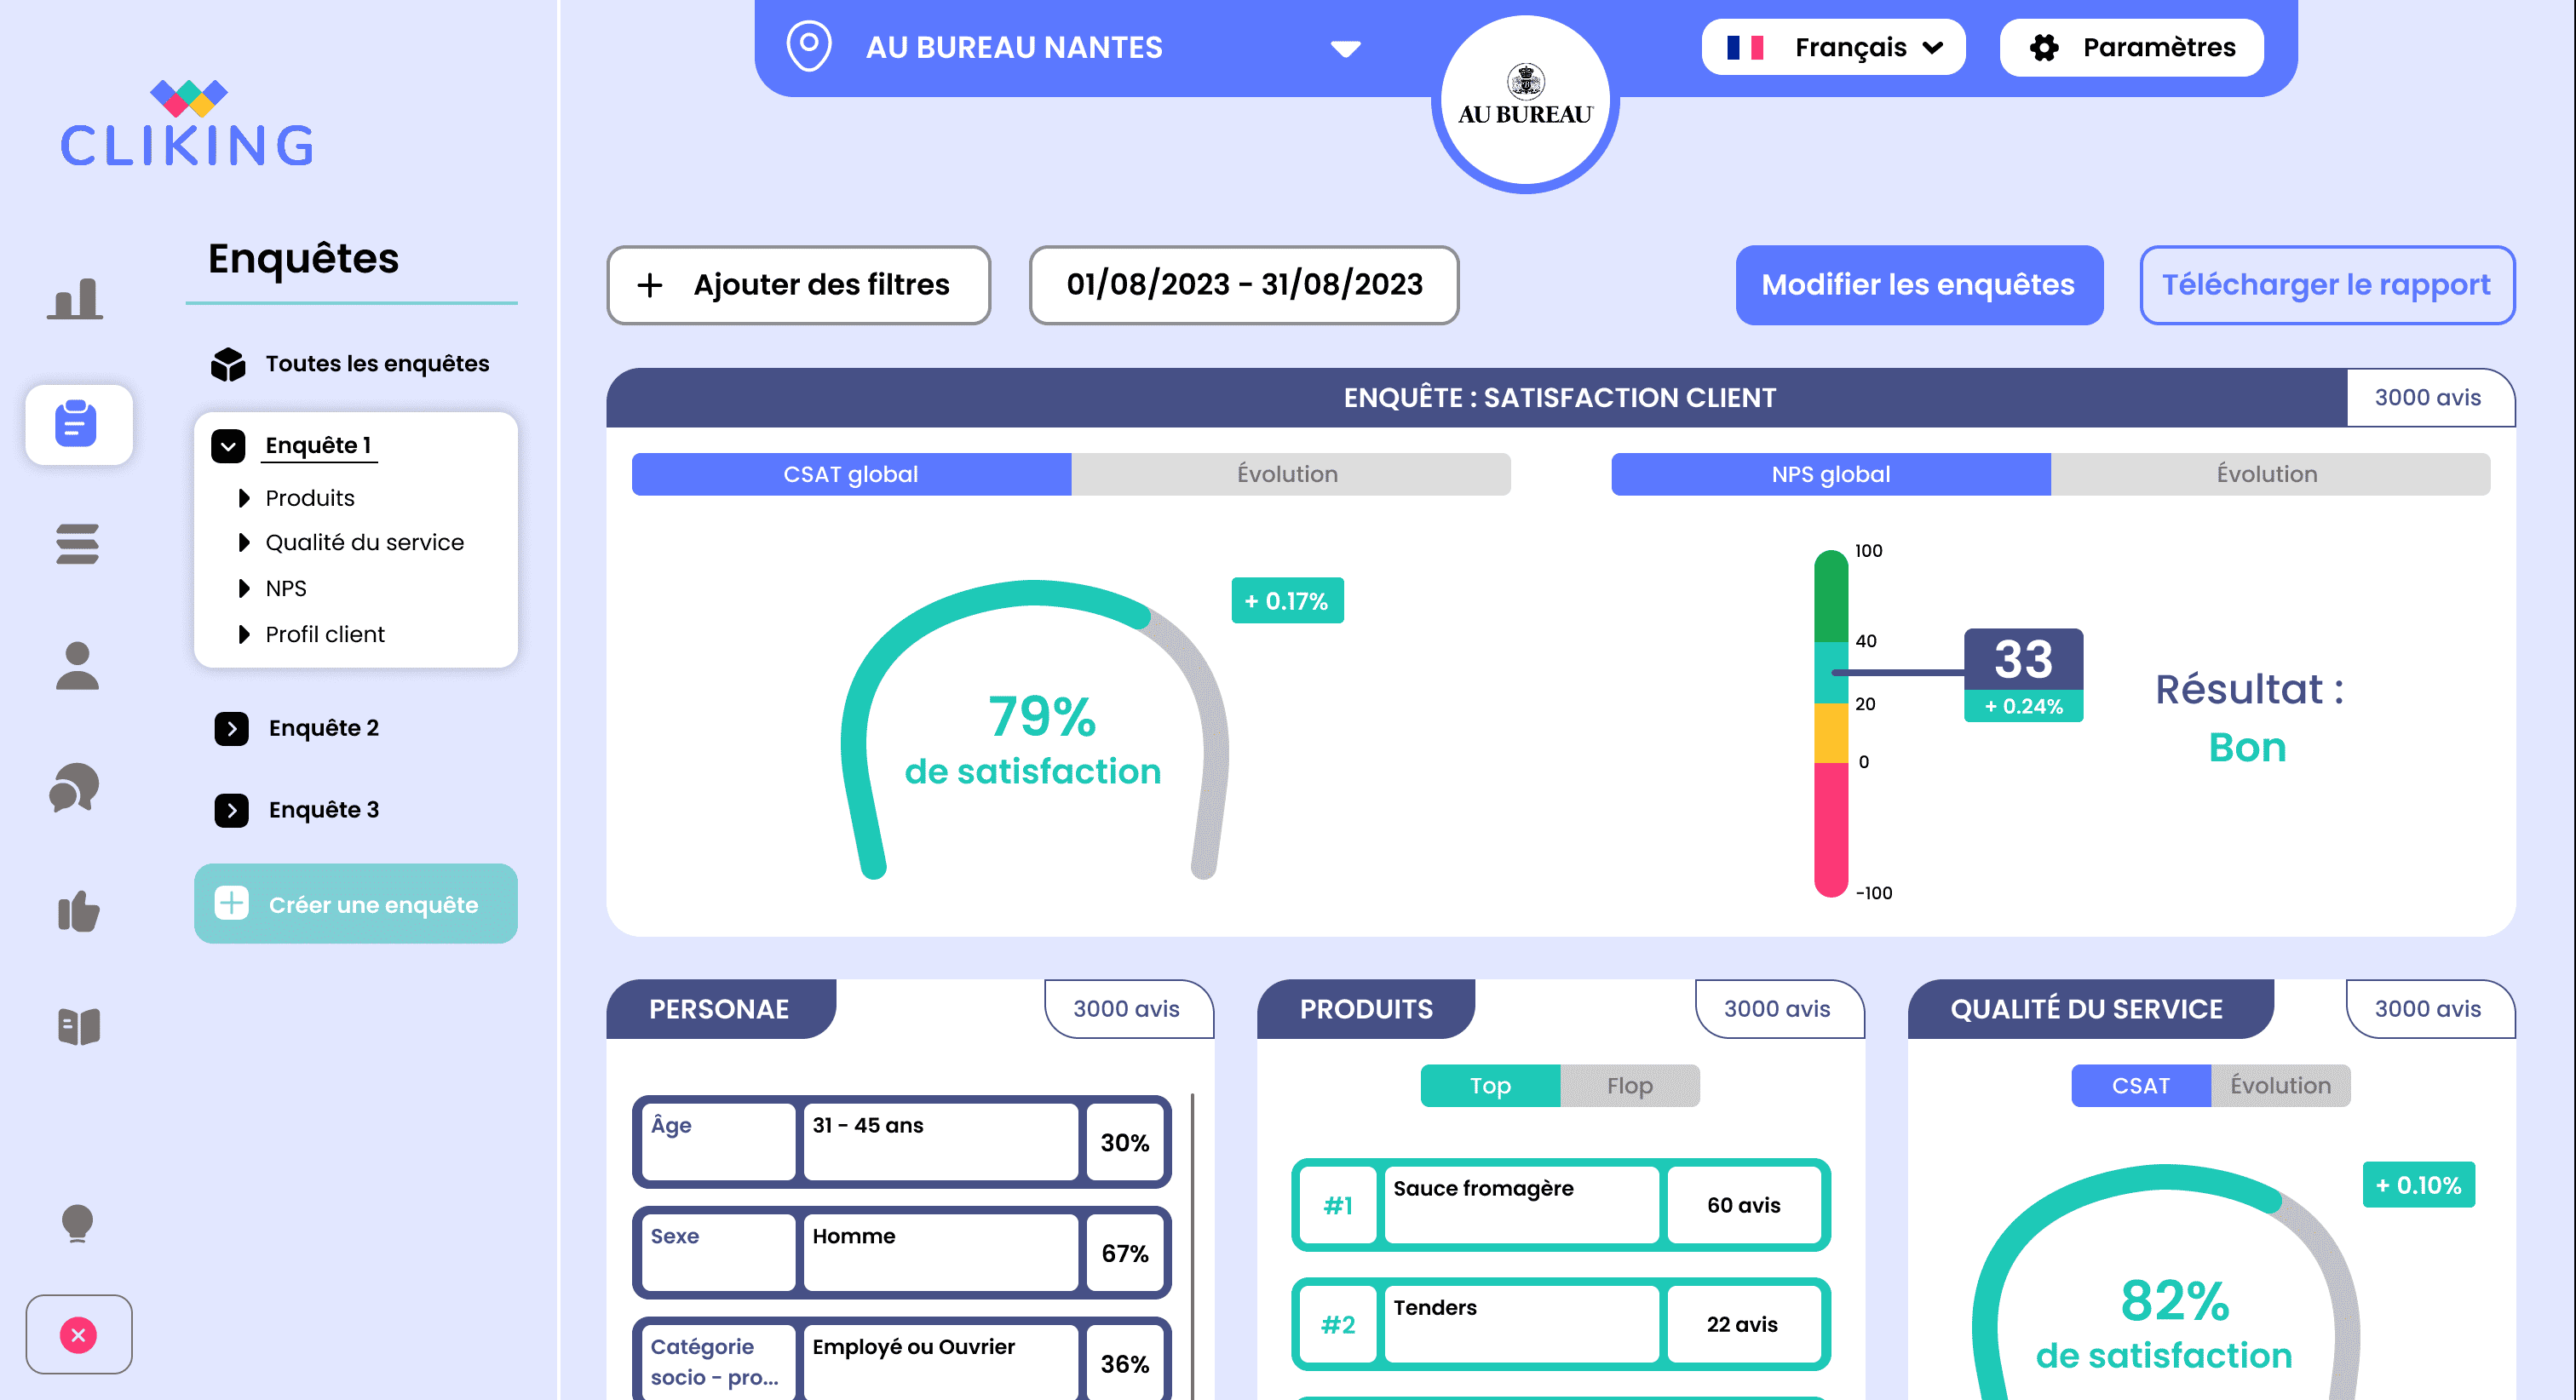 CLIKING
AU BUREAU NANTES
AU BUREAU
Français
Paramètres
Enquêtes
Toutes les enquêtes
Enquête 1
Produits
Qualité du service
NPS
Profil client
Enquête 2
Enquête 3
Créer une enquête
Ajouter des filtres
01/08/2023 - 31/08/2023
Modifier les enquêtes
Télécharger le rapport
ENQUÊTE : SATISFACTION CLIENT
3000 avis
CSAT global
Évolution
+ 0.17%
79%
de satisfaction
NPS global
Évolution
100
40
20
0
-100
33
+ 0.24%
Résultat :
Bon
PERSONAE
3000 avis
Âge
31 - 45 ans
30%
Sexe
Homme
67%
Catégorie
socio - pro...
Employé ou Ouvrier
36%
PRODUITS
3000 avis
Top
Flop
#1
Sauce fromagère
60 avis
#2
Tenders
22 avis
QUALITÉ DU SERVICE
3000 avis
CSAT
Évolution
+ 0.10%
82%
de satisfaction